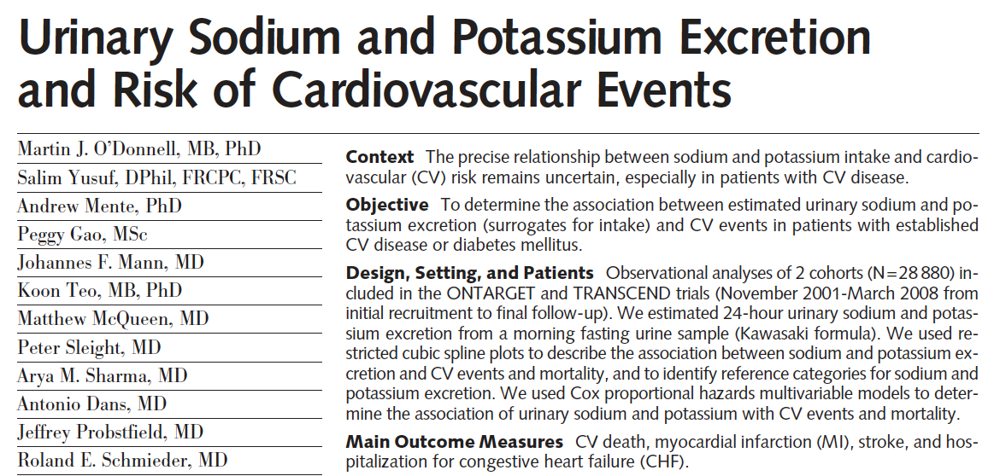 Urinary Sodium and Potassium Excretion
and Risk of Cardiovascular Events
Martin J. O’Donnell, MB, PhD
Salim Yusuf, DPhil, FRCPC, FRSC
Andrew Mente, PhD
Peggy Gao, MSc
Johannes F. Mann, MD
Koon Teo, MB, PhD
Matthew McQueen, MD
Peter Sleight, MD
Arya M. Sharma, MD
Antonio Dans, MD
Jeffrey Probstfield, MD
Roland E. Schmieder, MD
Context The precise relationship between sodium and potassium intake and cardio-
vascular (CV) risk remains uncertain, especially in patients with CV disease.
Objective To determine the association between estimated urinary sodium and po-
tassium excretion (surrogates for intake) and CV events in patients with established
CV disease or diabetes mellitus.
Design, Setting, and Patients Observational analyses of 2 cohorts (N=28 880) in-
cluded in the ONTARGET and TRANSCEND trials (November 2001-March 2008 from
initial recruitment to final follow-up). We estimated 24-hour urinary sodium and potas-
sium excretion from a morning fasting urine sample (Kawasaki formula). We used re-
stricted cubic spline plots to describe the association between sodium and potassium ex-
cretion and CV events and mortality, and to identify reference categories for sodium and
potassium excretion. We used Cox proportional hazards multivariable models to deter-
mine the association of urinary sodium and potassium with CV events and mortality.
Main Outcome Measures CV death, myocardial infarction (MI), stroke, and hos-
pitalization for congestive heart failure (CHF).